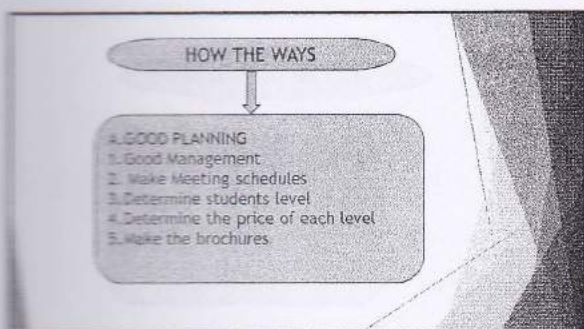 HOW THE WAYS
A.GOOD PLANNING
1.Good Management
2. Make Meeting schedules
3.Determine students level
4.Determine the price of each level
5.Make the brochures